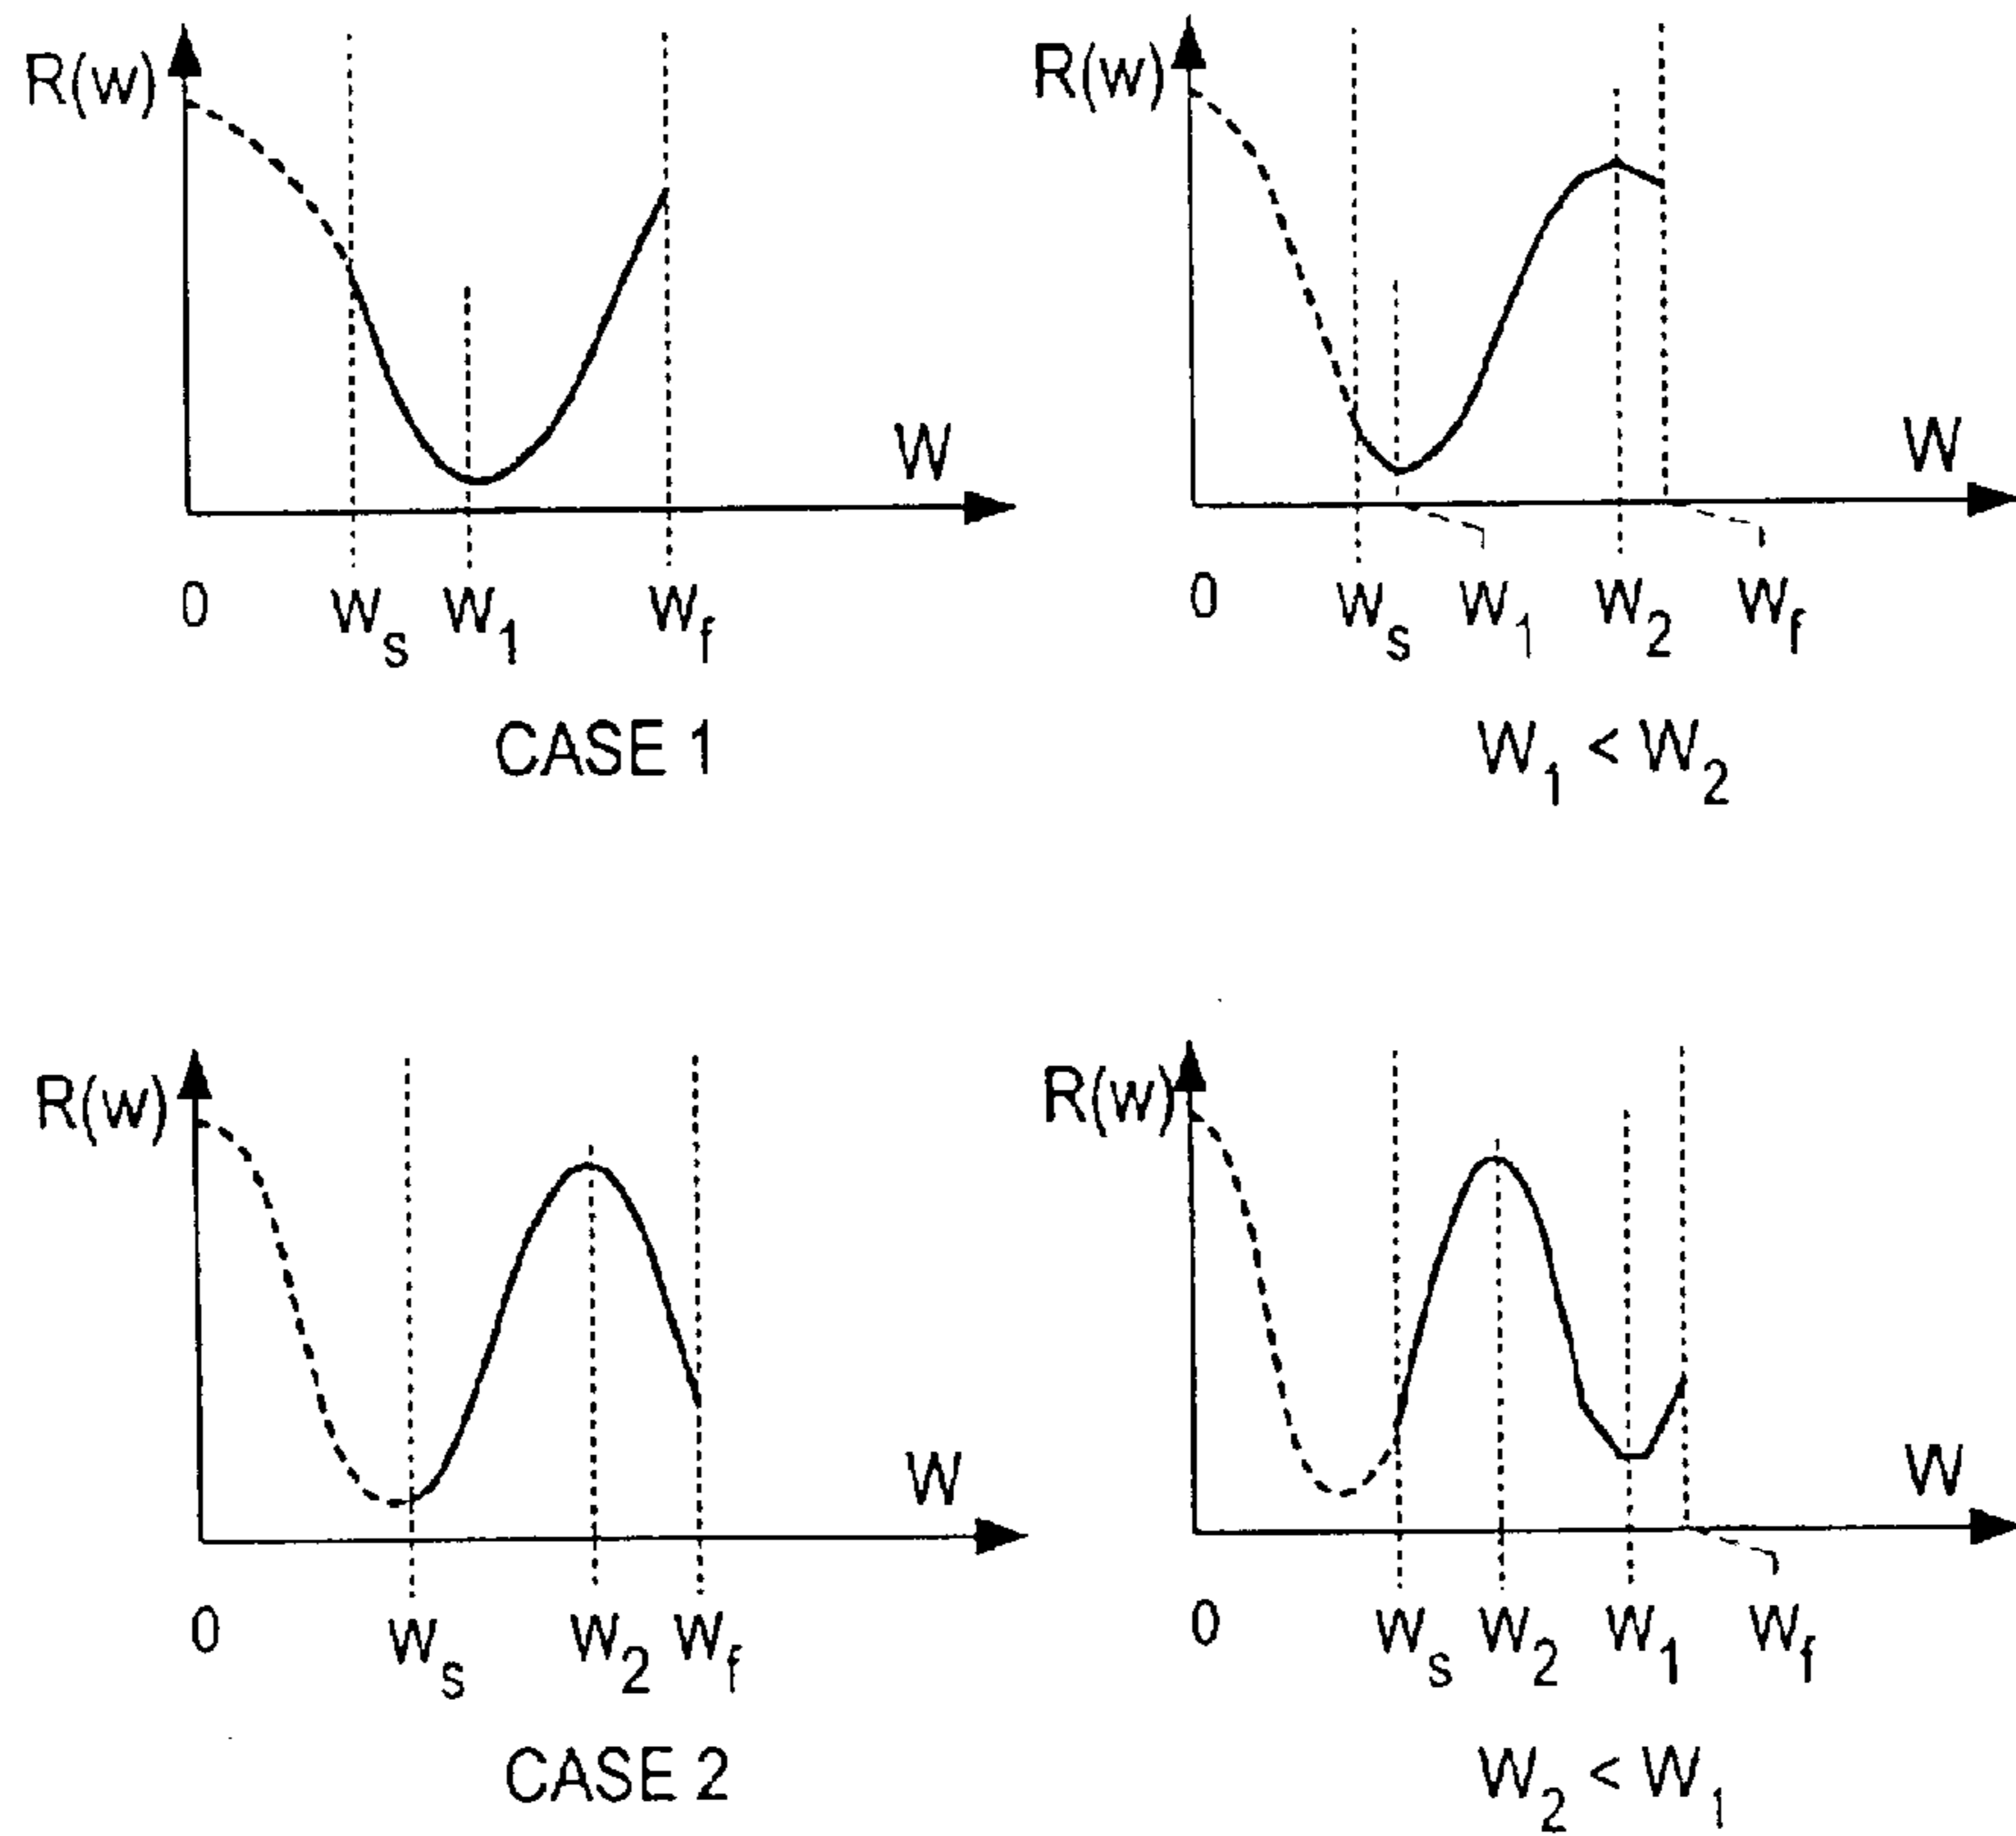 R(w)
W
0 Ws W1 Wf
CASE 1
R(w)
W
0 Ws W1 W2 Wf
W1 < W2
R(w)
W
0 Ws W2 Wf
CASE 2
R(w)
W
0 Ws W2 W1 Wf
W2 < W1